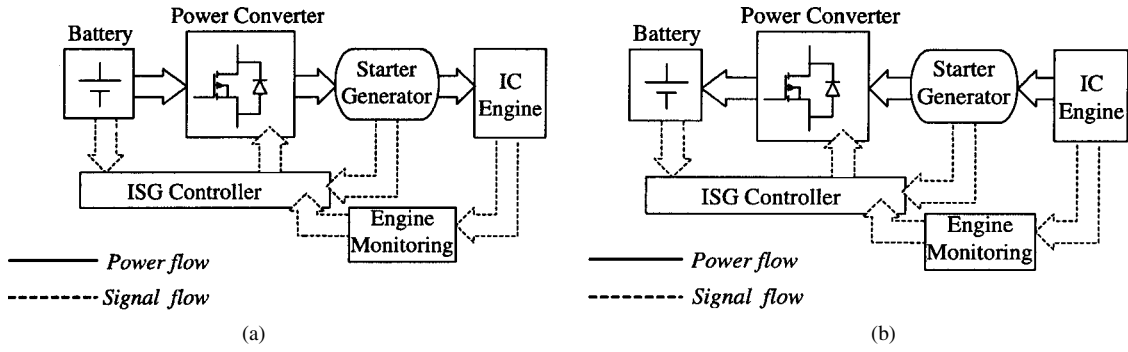 Power Converter
Battery
Starter
Generator
IC
Engine
ISG Controller
Engine
Monitoring
Power flow
Signal flow
(a)
Power Converter
Battery
Starter
Generator
IC
Engine
ISG Controller
Engine
Monitoring
Power flow
Signal flow
(b)